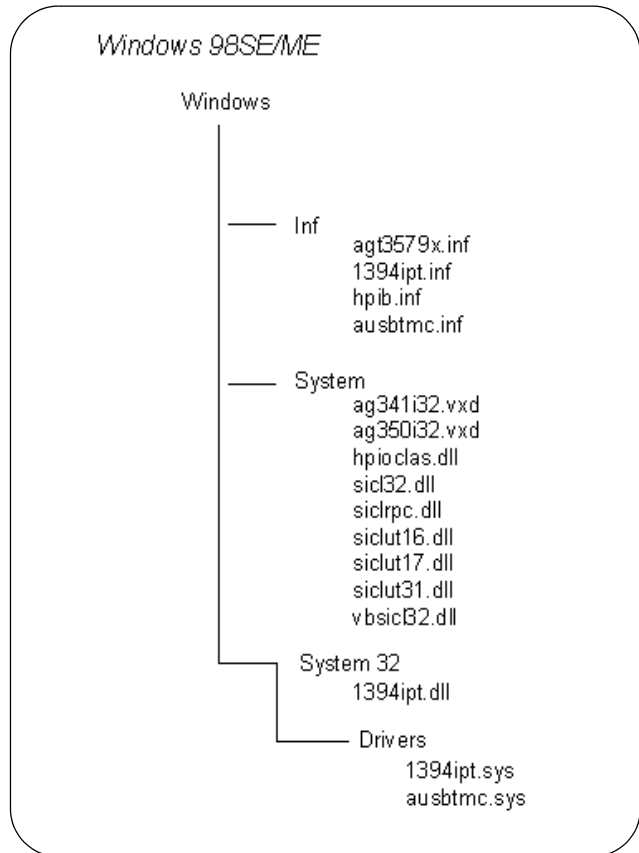 Windows 98SE/ME
Windows
Inf
agt3579x.inf
1394ipt.inf
hpib.inf
ausbtmc.inf
System
ag341i32.vxd
ag350i32.vxd
hpioclas.dll
sicl32.dll
siclrpc.dll
siclut16.dll
siclut17.dll
siclut31.dll
vbsicl32.dll
System 32
1394ipt.dll
Drivers
1394ipt.sys
ausbtmc.sys